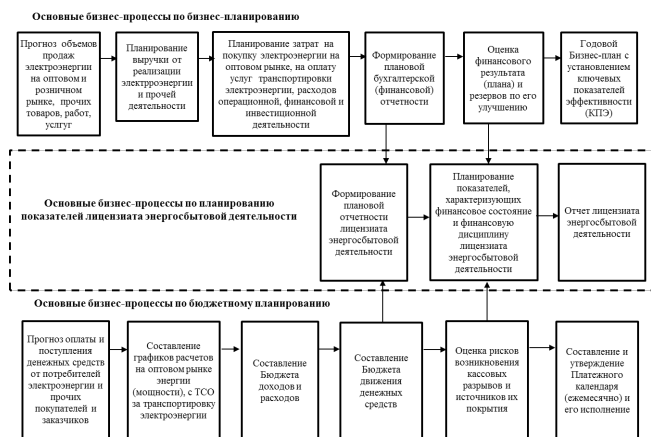 Основные бизнес-процессы по бизнес-планированию
Прогноз объемов
продаж
электроэнергии
на оптовом и
розничном
рынке, прочих
товаров, работ,
услгуг
Планирование
выручки от
реализации
электрроэнергии
и прочей
деятельности
Планирование затрат на
покупку электроэнергии на
оптовом рынке, на оплату
услуг транспортировки
электроэнергии, расходов
операционной, финансовой и
инвестиционной
деятельности
Формирование
плановой
бухгалтерской
(финансовой)
отчетности
Оценка
финансового
результата
(плана) и
резервов по его
улучшению
Годовой
Бизнес-план с
установлением
ключевых
показателей
эффективности
(КПЭ)
Основные бизнес-процессы по планированию
показателей лицензиата энергосбытовой деятельности
Формирование
плановой
отчетности
лицензиата
энергосбытовой
деятельности
Планирование
показателей,
характеризующих
финансовое состояние
и финансовую
дисциплину
лицензиата
энергосбытовой
деятельности
Отчет лицензиата
энергосбытовой
деятельности
Основные бизнес-процессы по бюджетному планированию
Прогноз оплаты и
поступления
денежных средств
от потребителей
электроэнергии и
прочих
покупателей и
заказчиков
Составление
графиков расчетов
на оптовом рынке
энергии
(мощности), с ТСО
за транспортировку
электроэнергии
Составление
Бюджета
доходов и
расходов
Составление
Бюджета
движения
денежных
средств
Оценка рисков
возникновения
кассовых
разрывов и
источников их
покрытия
Составление и
утверждение
Платежного
календаря
(ежемесячно) и
его исполнение